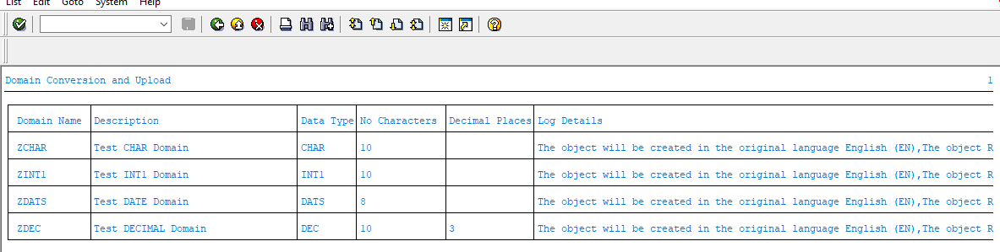 List Edit Goto System Help
Domain Conversion and Upload 1
Domain Name Description Data Type No Characters Decimal Places Log Details
ZCHAR Test CHAR Domain CHAR 10 The object will be created in the original language English (EN),The object R
ZINT1 Test INT1 Domain INT1 10 The object will be created in the original language English (EN),The object R
ZDATS Test DATE Domain DATS 8 The object will be created in the original language English (EN),The object R
ZDEC Test DECIMAL Domain DEC 10 3 The object will be created in the original language English (EN),The object R